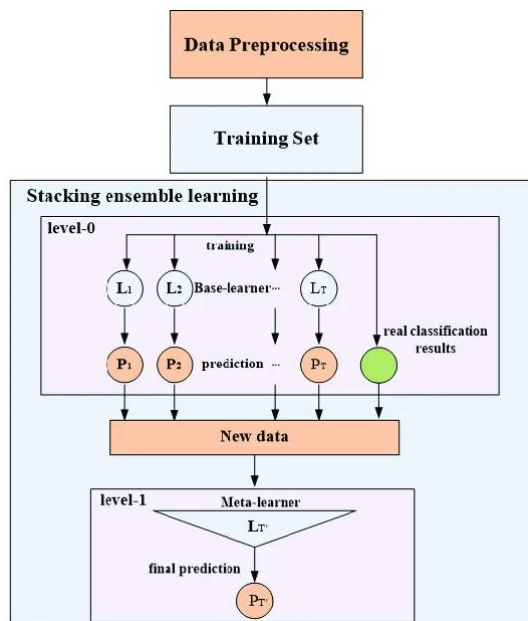 Data Preprocessing
Training Set
Stacking ensemble learning
level-0
training
L1
L2
Base-learner
...
LT
real classification
results
P1
P2
prediction
...
PT
New data
level-1
Meta-learner
LT'
final prediction
PT'